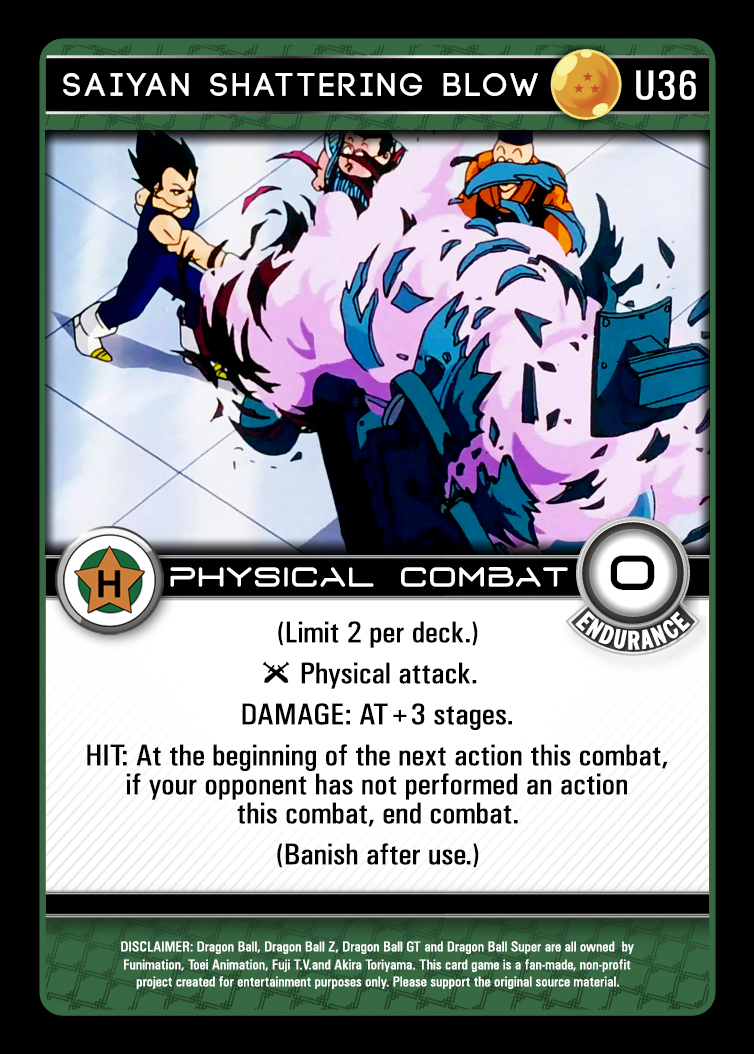 SAIYAN SHATTERING BLOW U36
H PHYSICAL COMBAT 0
ENDURANCE
(Limit 2 per deck.)
Physical attack.
DAMAGE: AT+3 stages.
HIT: At the beginning of the next action this combat,
if your opponent has not performed an action
this combat, end combat.
(Banish after use.)
DISCLAIMER: Dragon Ball, Dragon Ball Z, Dragon Ball GT and Dragon Ball Super are all owned by
Funimation, Toei Animation, Fuji T.V.and Akira Toriyama. This card game is a fan-made, non-profit
project created for entertainment purposes only. Please support the original source material.